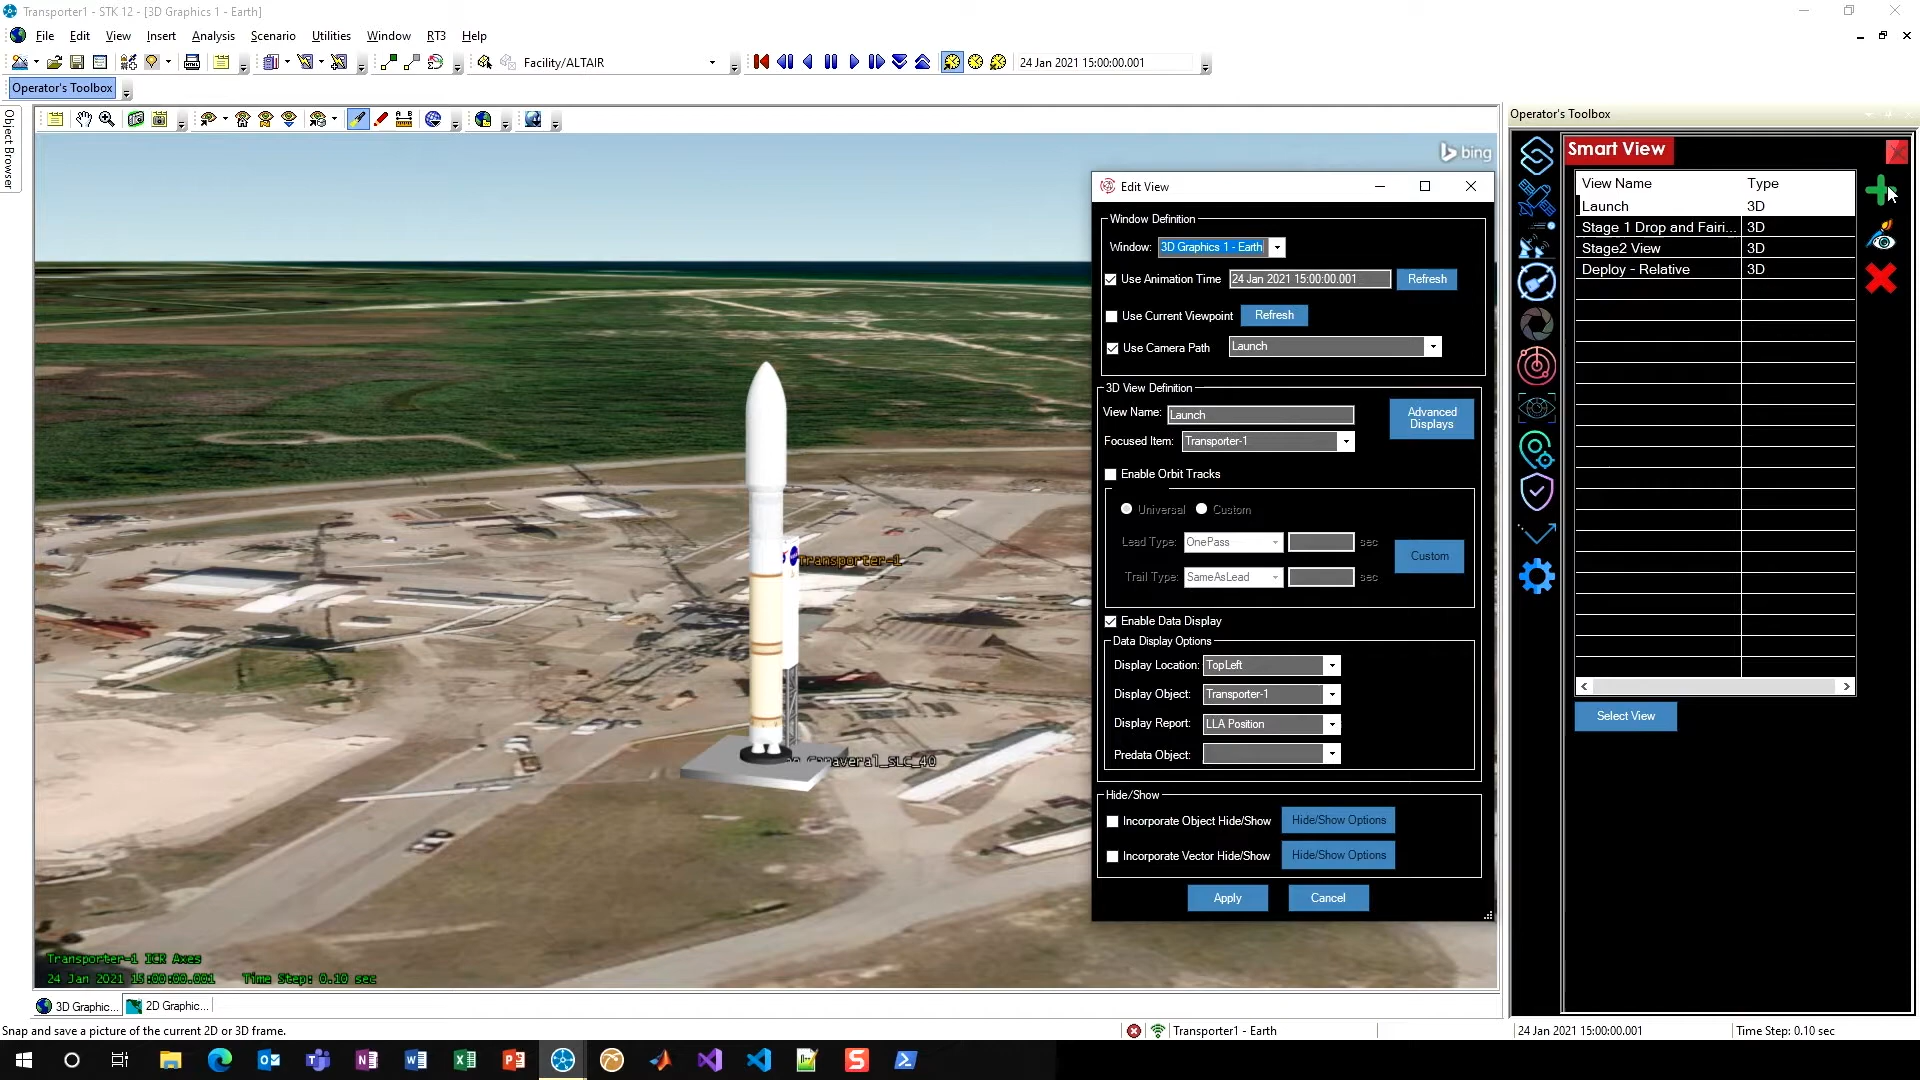 Transporter1 - STK 12 - [3D Graphics 1 - Earth]
File Edit View Insert Analysis Scenario Utilities Window RT3 Help
Facility/ALTAIR
24 Jan 2021 15:00:00.001
Operator's Toolbox
Object Browser
bing
Transporter-1
Transporter-1 ICR Axes
24 Jan 2021 15:00:00.001 Time Step: 0.10 sec
3D Graphic...
2D Graphic...
Edit View
Window Definition
Window: 3D Graphics 1 - Earth
Use Animation Time 24 Jan 2021 15:00:00.001 Refresh
Use Current Viewpoint Refresh
Use Camera Path Launch
3D View Definition
View Name: Launch
Advanced
Displays
Focused Item: Transporter-1
Enable Orbit Tracks
Universal Custom
Lead Type: OnePass sec
Custom
Trail Type: SameAsLead sec
Enable Data Display
Data Display Options
Display Location: TopLeft
Display Object: Transporter-1
Display Report: LLA Position
Predata Object:
Hide/Show
Incorporate Object Hide/Show Hide/Show Options
Incorporate Vector Hide/Show Hide/Show Options
Apply Cancel
Operator's Toolbox
Smart View
View Name Type
Launch 3D
Stage 1 Drop and Fairi... 3D
Stage2 View 3D
Deploy - Relative 3D
Select View
Snap and save a picture of the current 2D or 3D frame.
Transporter1 - Earth
24 Jan 2021 15:00:00.001
Time Step: 0.10 sec